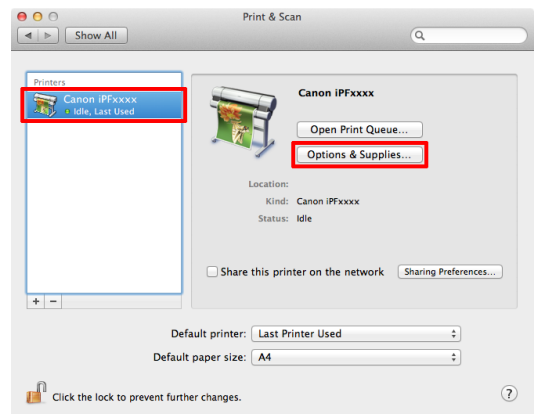 Print & Scan
Show All
Printers
Canon iPFxxxx
Idle, Last Used
Canon iPFxxxx
Open Print Queue...
Options & Supplies...
Location:
Kind: Canon iPFxxxx
Status: Idle
Share this printer on the network Sharing Preferences...
+ −
Default printer: Last Printer Used
Default paper size: A4
Click the lock to prevent further changes. ?